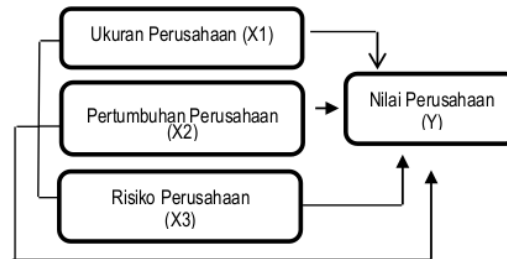 Ukuran Perusahaan (X1)
Pertumbuhan Perusahaan
(X2)
Nilai Perusahaan
(Y)
Risiko Perusahaan
(X3)